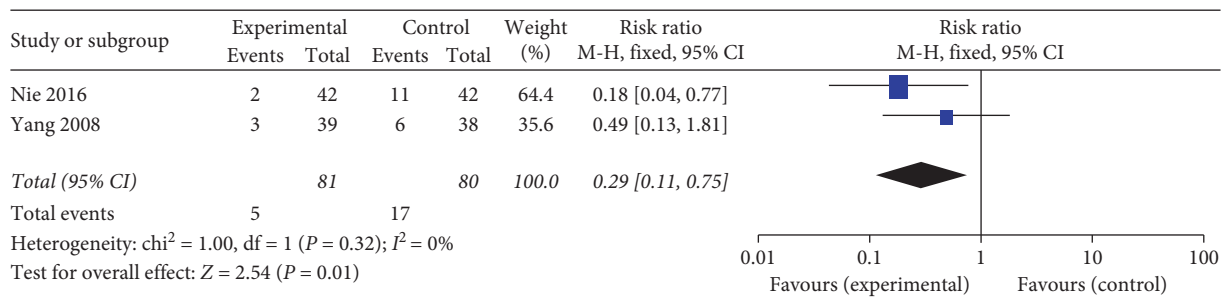 Study or subgroup Experimental Control Weight Risk ratio Risk ratio
Events Total Events Total (%) M-H, fixed, 95% CI M-H, fixed, 95% CI
Nie 2016 2 42 11 42 64.4 0.18 [0.04, 0.77]
Yang 2008 3 39 6 38 35.6 0.49 [0.13, 1.81]
Total (95% CI) 81 80 100.0 0.29 [0.11, 0.75]
Total events 5 17
Heterogeneity: chi² = 1.00, df = 1 (P = 0.32); I² = 0%
Test for overall effect: Z = 2.54 (P = 0.01)
0.01 0.1 1 10 100
Favours (experimental) Favours (control)